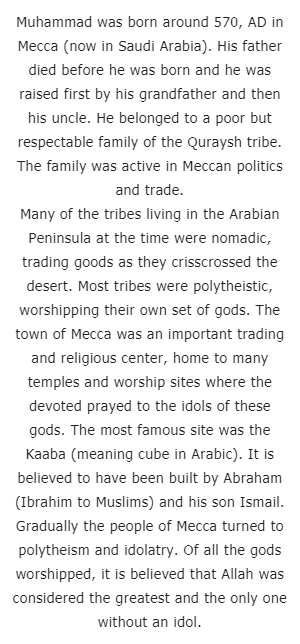 Muhammad was born around 570, AD in
Mecca (now in Saudi Arabia). His father
died before he was born and he was
raised first by his grandfather and then
his uncle. He belonged to a poor but
respectable family of the Quraysh tribe.
The family was active in Meccan politics
and trade.
Many of the tribes living in the Arabian
Peninsula at the time were nomadic,
trading goods as they crisscrossed the
desert. Most tribes were polytheistic,
worshipping their own set of gods. The
town of Mecca was an important trading
and religious center, home to many
temples and worship sites where the
devoted prayed to the idols of these
gods. The most famous site was the
Kaaba (meaning cube in Arabic). It is
believed to have been built by Abraham
(Ibrahim to Muslims) and his son Ismail.
Gradually the people of Mecca turned to
polytheism and idolatry. Of all the gods
worshipped, it is believed that Allah was
considered the greatest and the only one
without an idol.